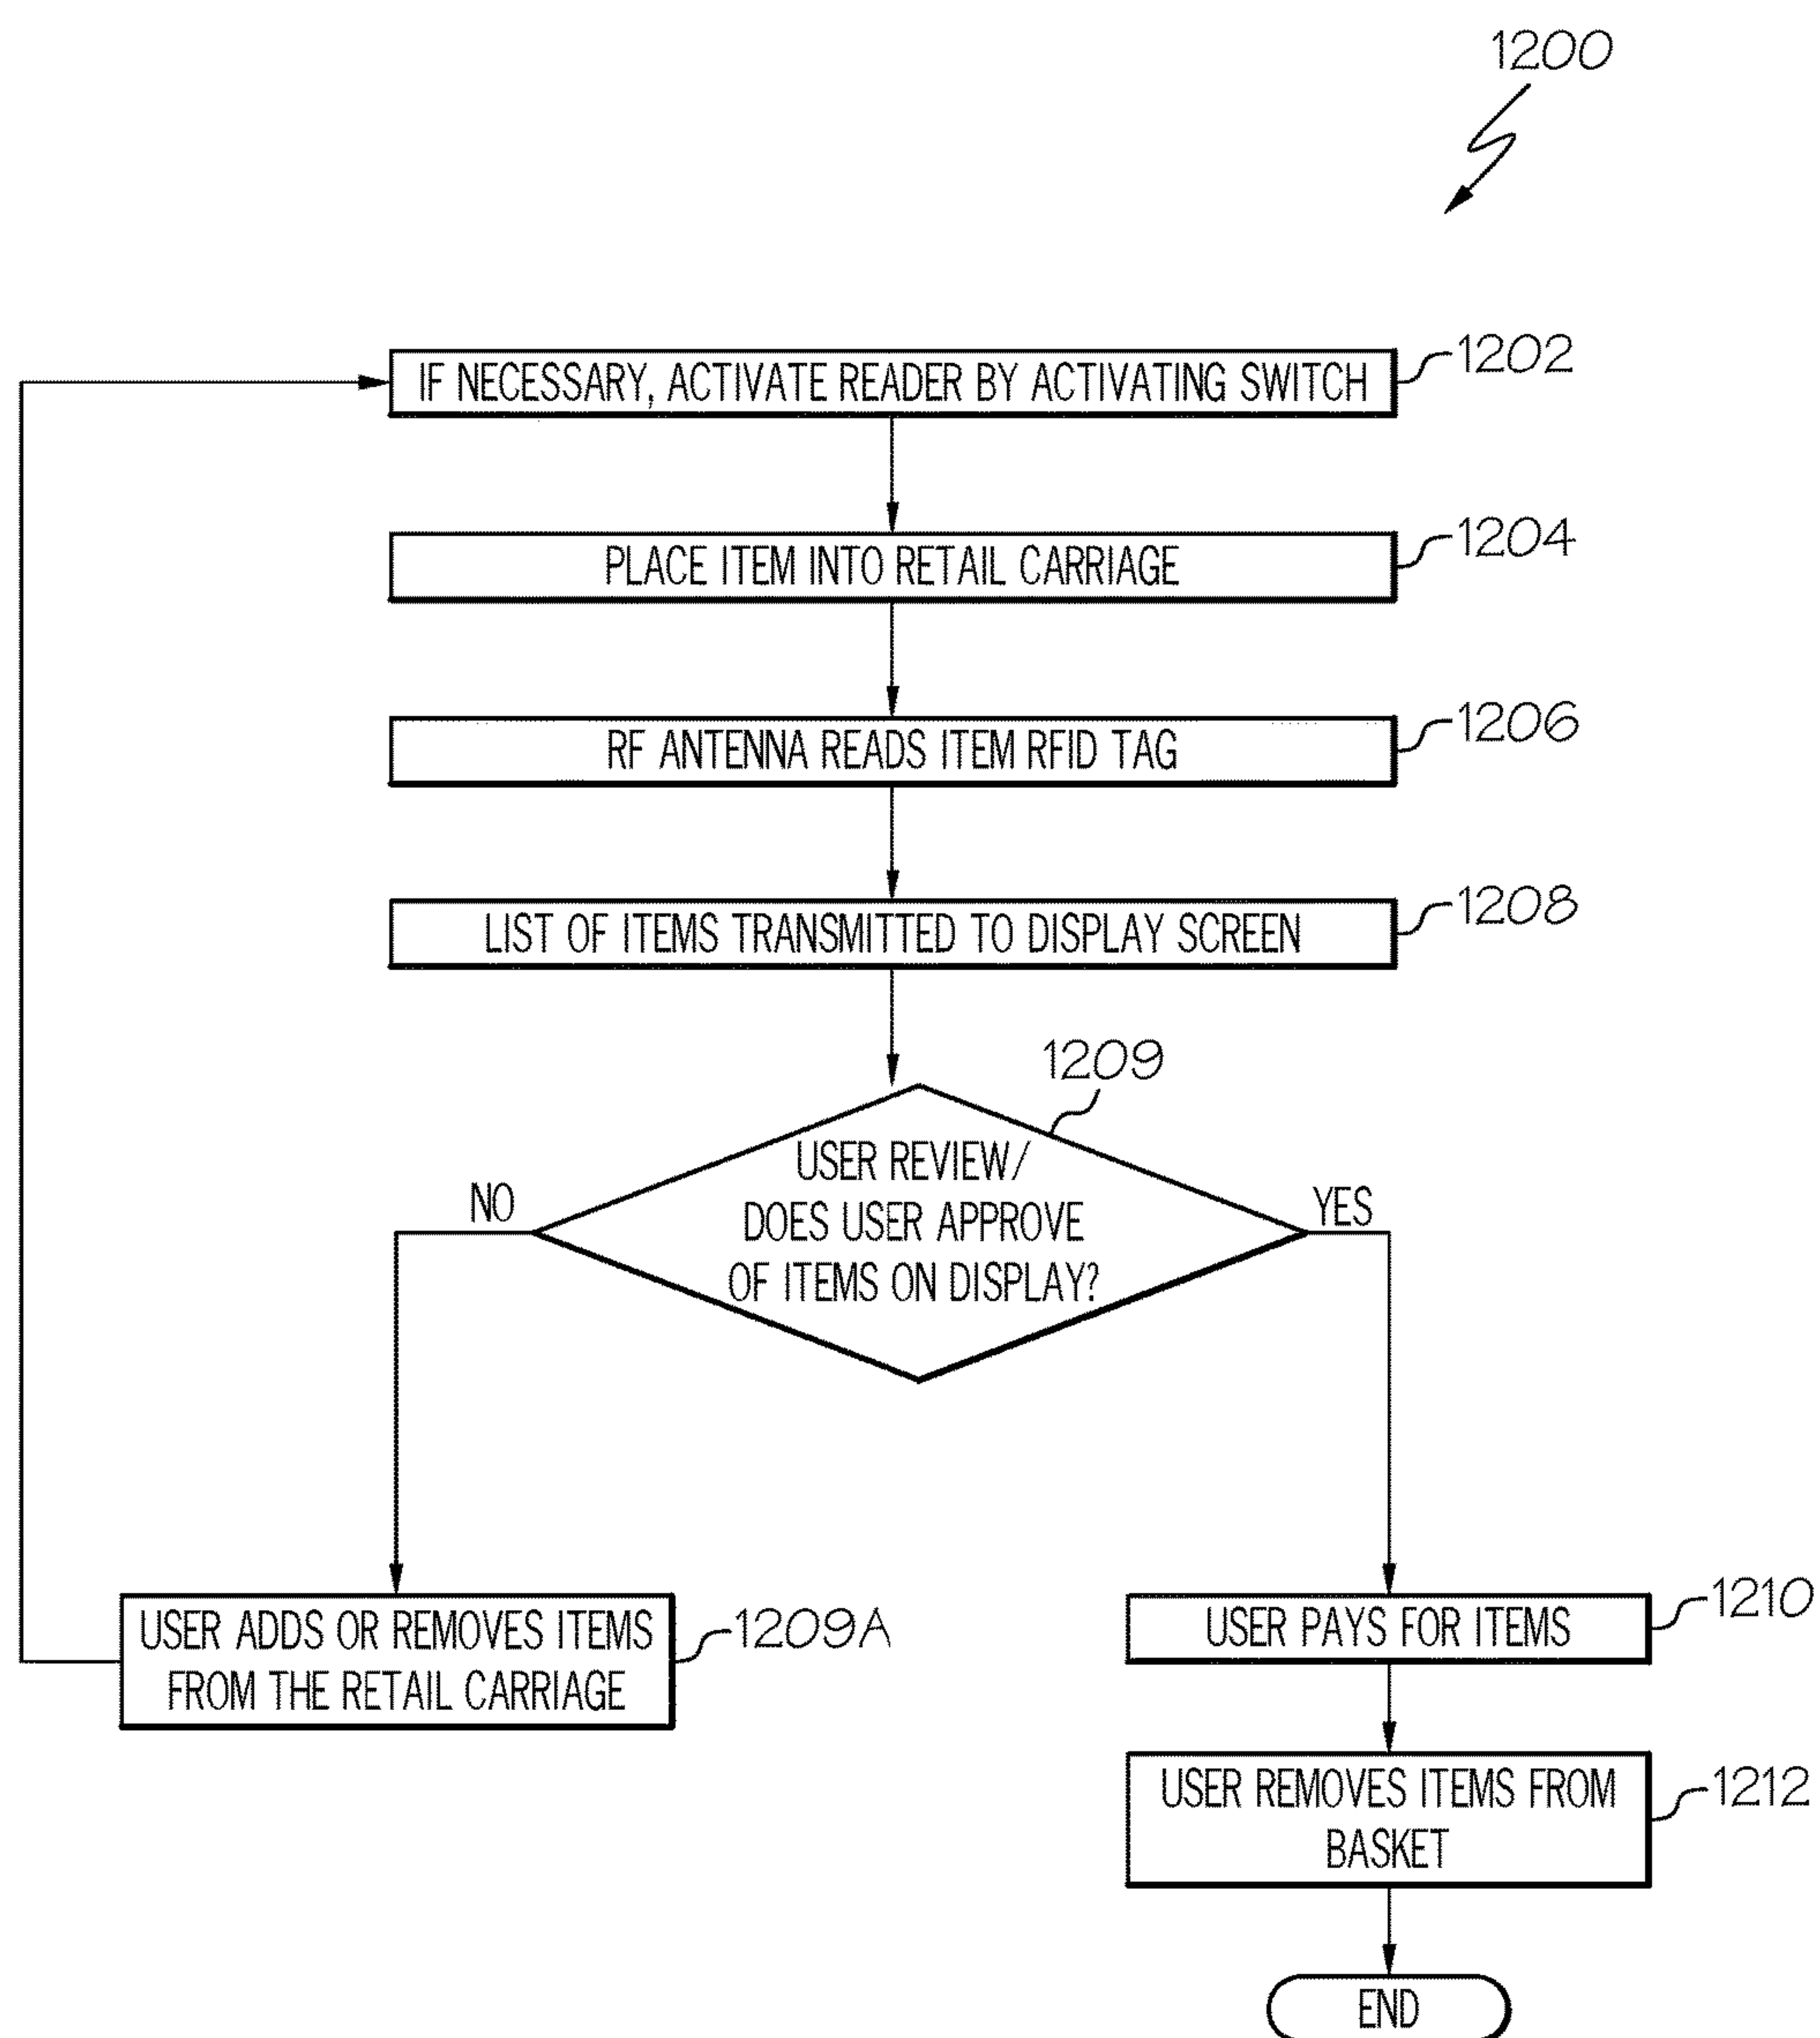 1200
IF NECESSARY, ACTIVATE READER BY ACTIVATING SWITCH
1202
PLACE ITEM INTO RETAIL CARRIAGE
1204
RF ANTENNA READS ITEM RFID TAG
1206
LIST OF ITEMS TRANSMITTED TO DISPLAY SCREEN
1208
1209
USER REVIEW/
DOES USER APPROVE
OF ITEMS ON DISPLAY?
NO
YES
USER ADDS OR REMOVES ITEMS
FROM THE RETAIL CARRIAGE
1209A
USER PAYS FOR ITEMS
1210
USER REMOVES ITEMS FROM
BASKET
1212
END